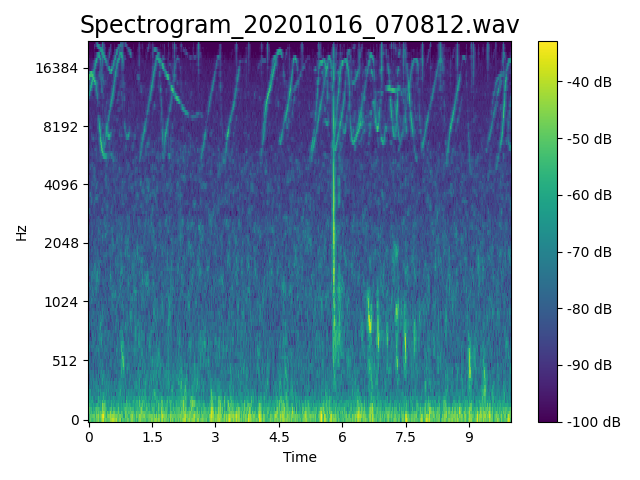 Spectrogram_20201016_070812.wav
16384
8192
4096
2048
1024
512
0
Hz
0 1.5 3 4.5 6 7.5 9
Time
-40 dB
-50 dB
-60 dB
-70 dB
-80 dB
-90 dB
-100 dB